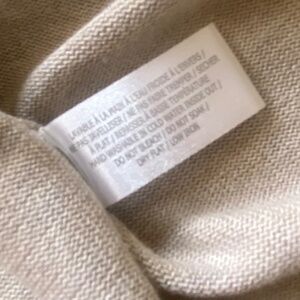 LAVABLE À LA MAIN À L'EAU FROIDE À L'ENVERS /
NE PAS JAVELLISER / NE PAS FAIRE TREMPER / SÉCHER
À PLAT / REPASSER À BASSE TEMPÉRATURE
HAND WASHABLE IN COLD WATER INSIDE OUT /
DO NOT BLEACH / DO NOT SOAK /
DRY FLAT / LOW IRON